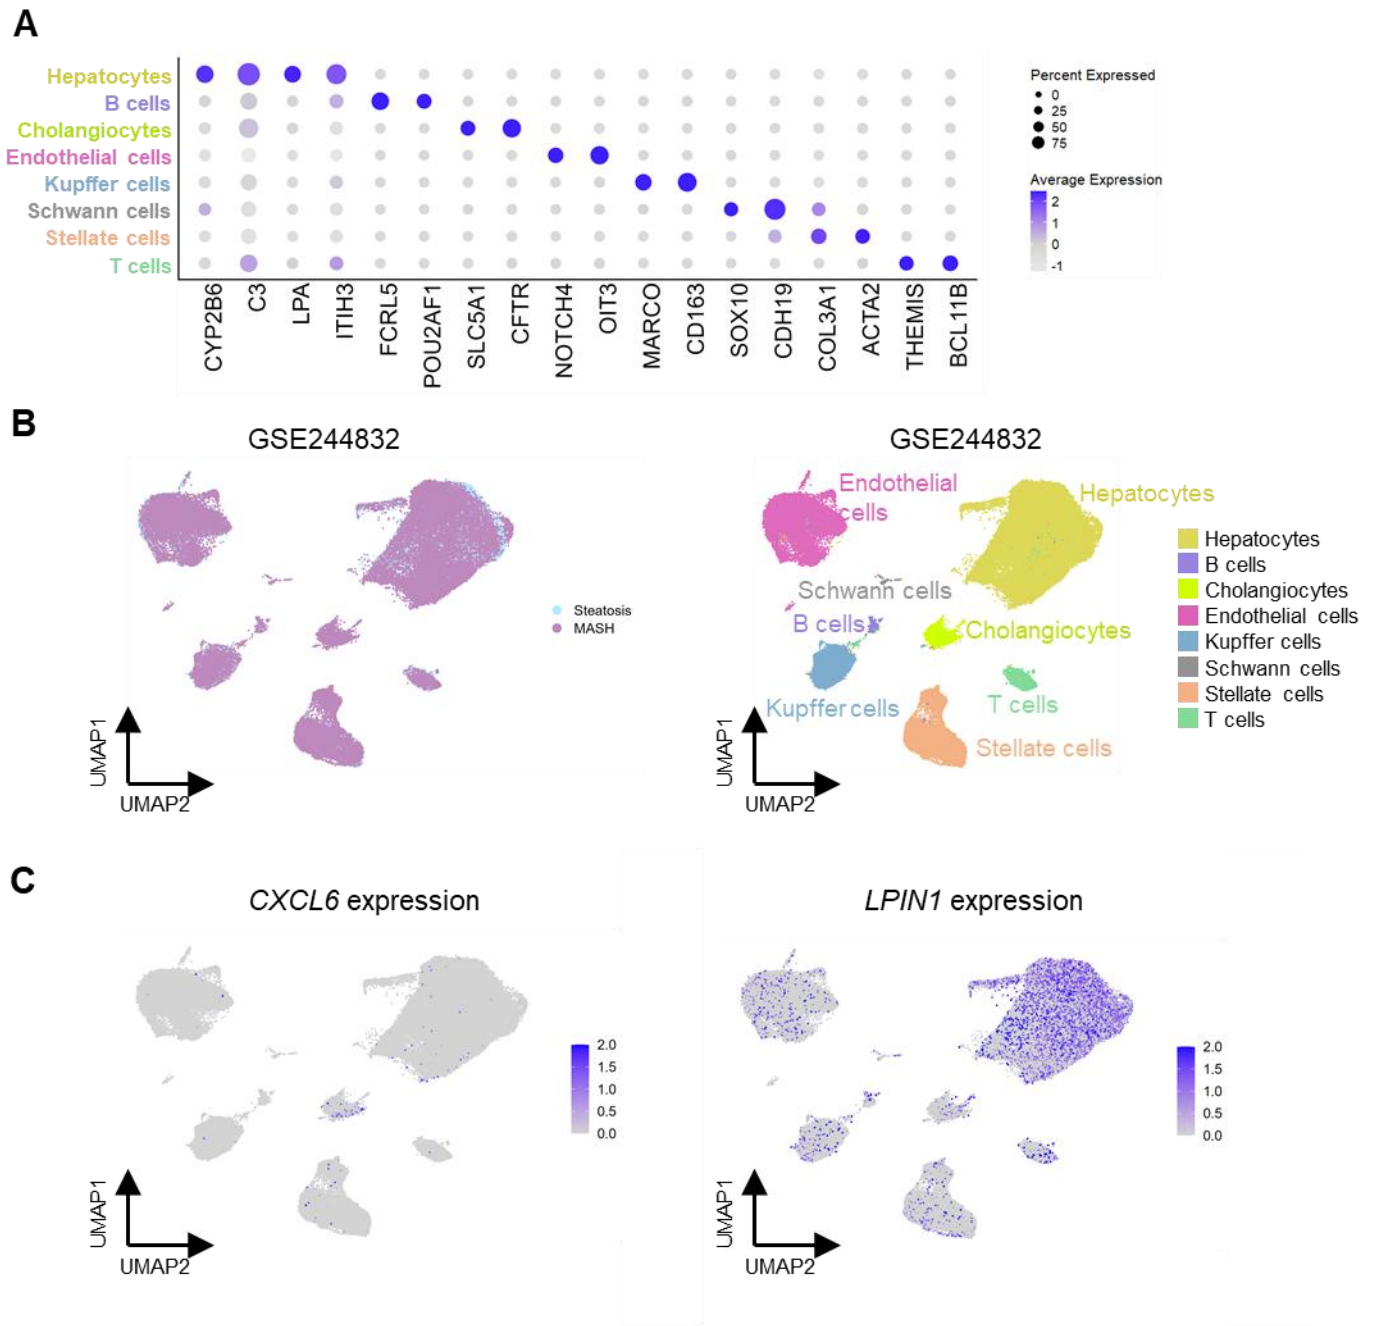 A
Hepatocytes
B cells
Cholangiocytes
Endothelial cells
Kupffer cells
Schwann cells
Stellate cells
T cells
CYP2B6
C3
LPA
ITIH3
FCRL5
POU2AF1
SLC5A1
CFTR
NOTCH4
OIT3
MARCO
CD163
SOX10
CDH19
COL3A1
ACTA2
THEMIS
BCL11B
Percent Expressed
0
25
50
75
Average Expression
2
1
0
-1
B
GSE244832
Steatosis
MASH
UMAP1
UMAP2
GSE244832
Endothelial
cells
Hepatocytes
Schwann cells
B cells
Cholangiocytes
Kupffer cells
T cells
Stellate cells
Hepatocytes
B cells
Cholangiocytes
Endothelial cells
Kupffer cells
Schwann cells
Stellate cells
T cells
UMAP1
UMAP2
C
CXCL6 expression
2.0
1.5
1.0
0.5
0.0
UMAP1
UMAP2
LPIN1 expression
2.0
1.5
1.0
0.5
0.0
UMAP1
UMAP2